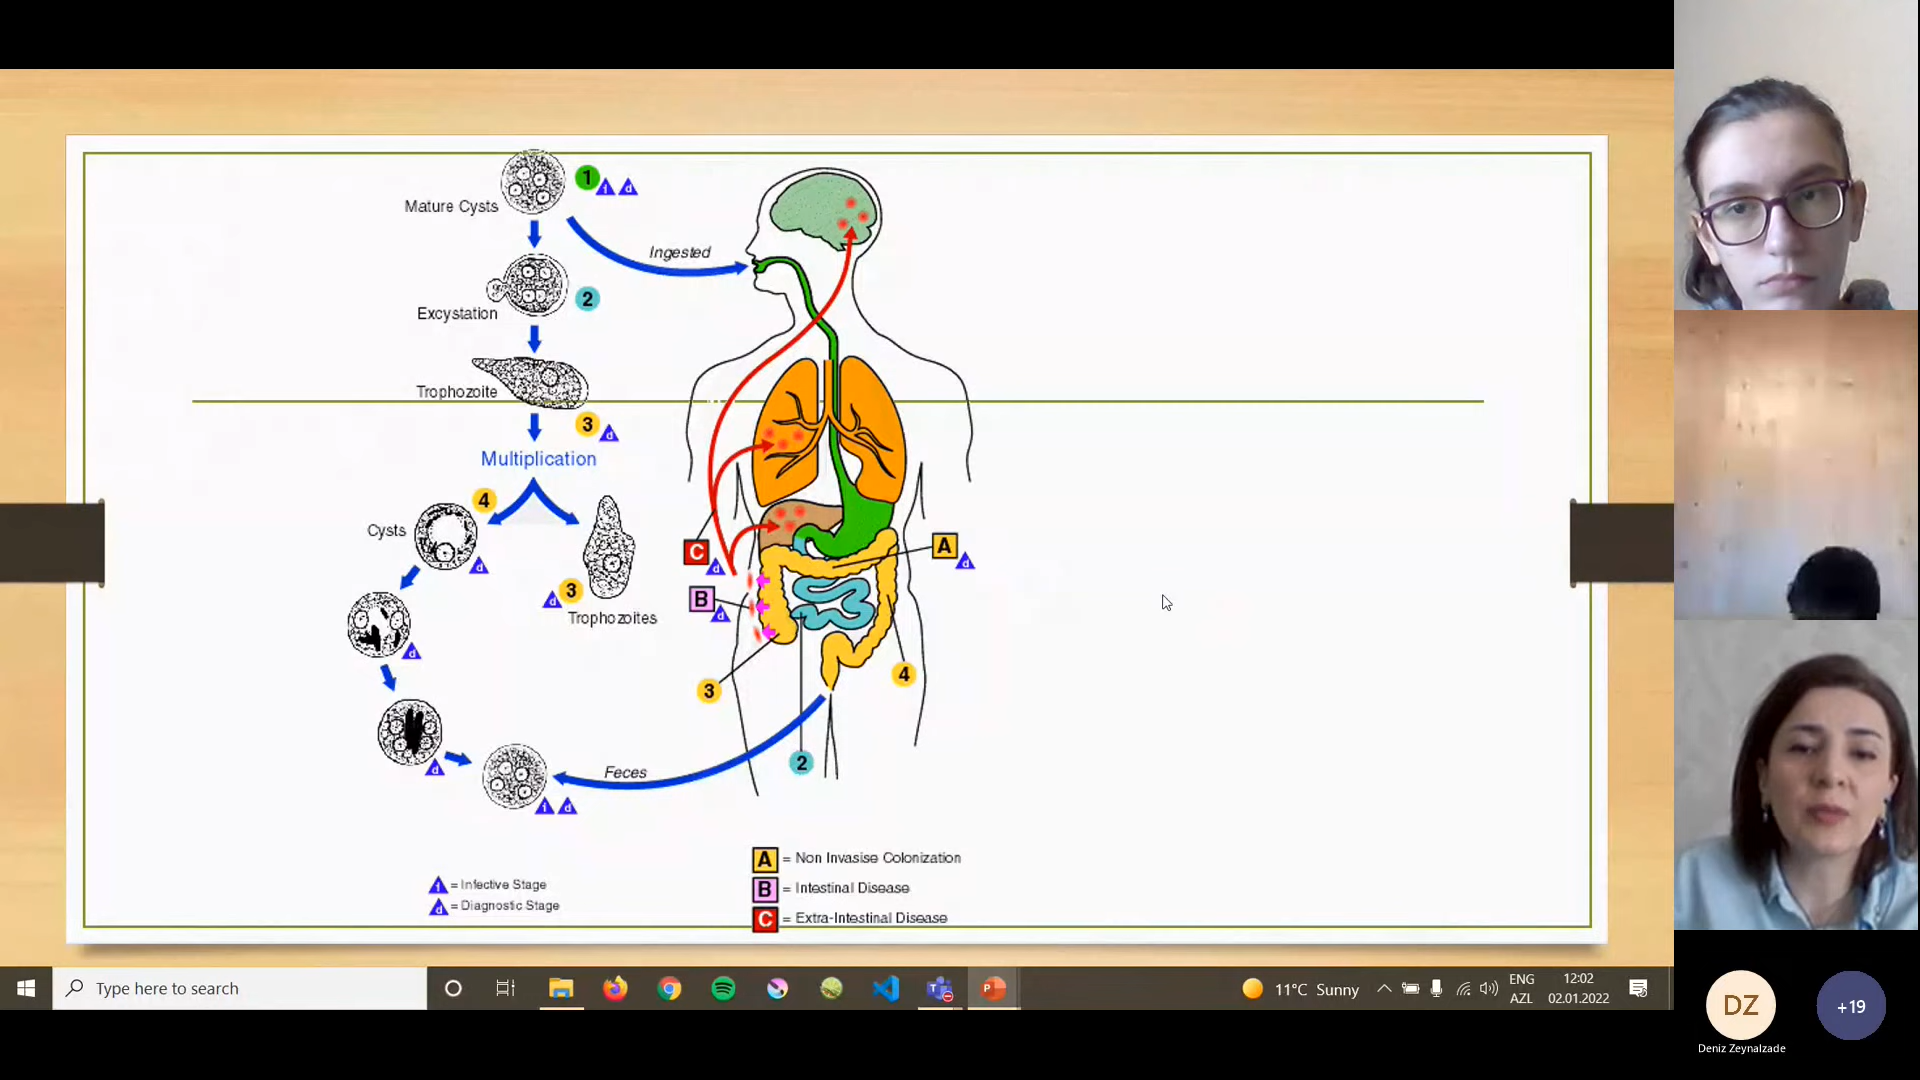 1
i d
Mature Cysts
Ingested
Excystation
2
Trophozoite
3
d
Multiplication
4
Cysts
d
3
d
Trophozoites
d
d
i d
Feces
C
d
B
d
A
d
3
4
2
i = Infective Stage
d = Diagnostic Stage
A = Non Invasise Colonization
B = Intestinal Disease
C = Extra-Intestinal Disease
Type here to search
11°C Sunny
ENG
AZL
12:02
02.01.2022
DZ
Deniz Zeynalzade
+19